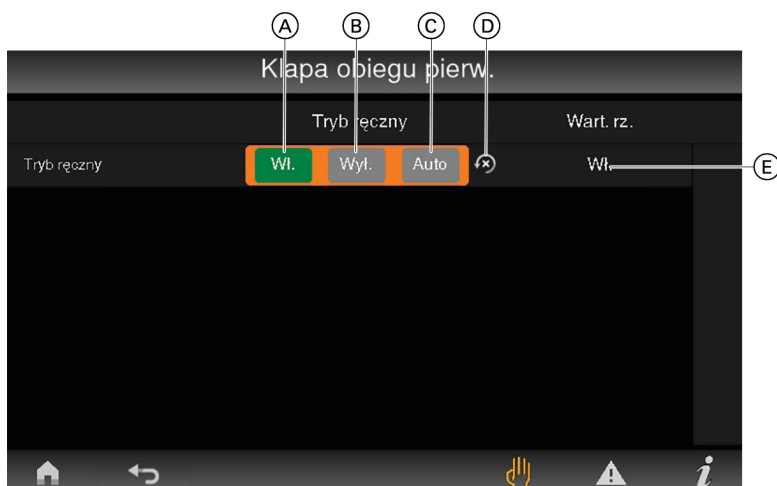 A B C D
Klapa obiegu pierw.
Tryb ręczny Wart. rz.
Tryb ręczny Wł. Wył. Auto Wł.
E